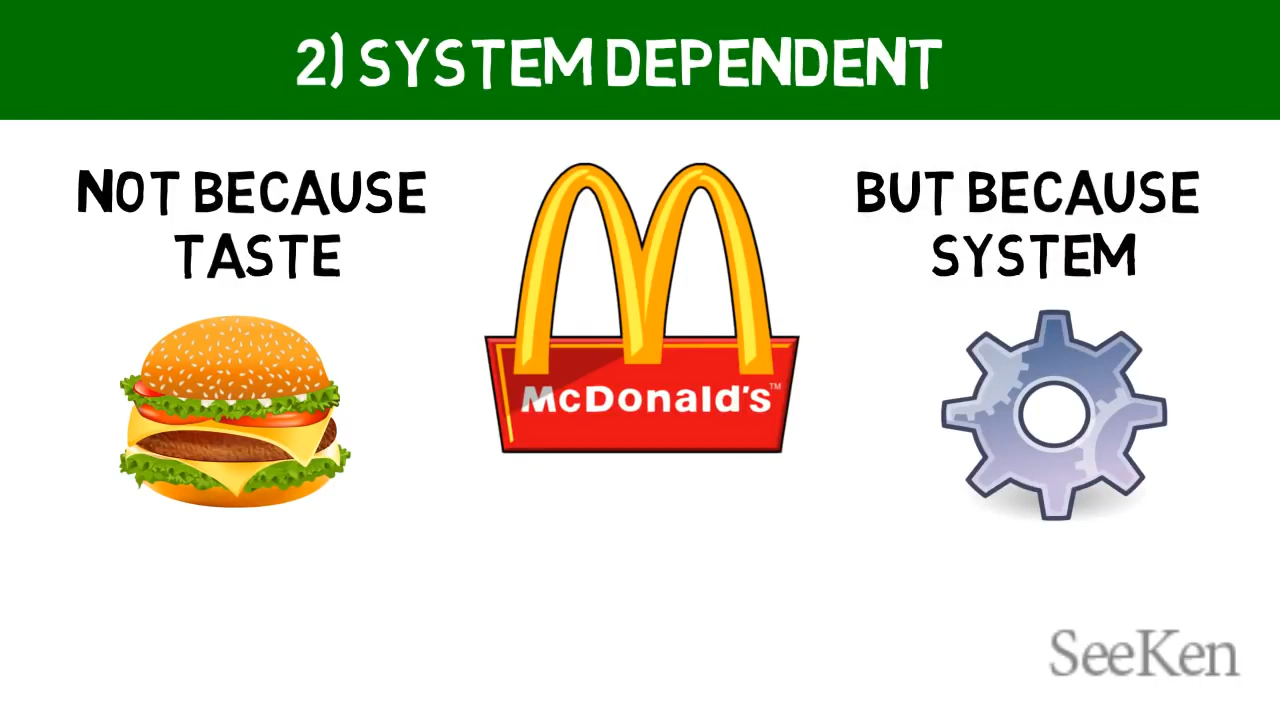 2) SYSTEM DEPENDENT
NOT BECAUSE
TASTE
McDonald's™
BUT BECAUSE
SYSTEM
SeeKen